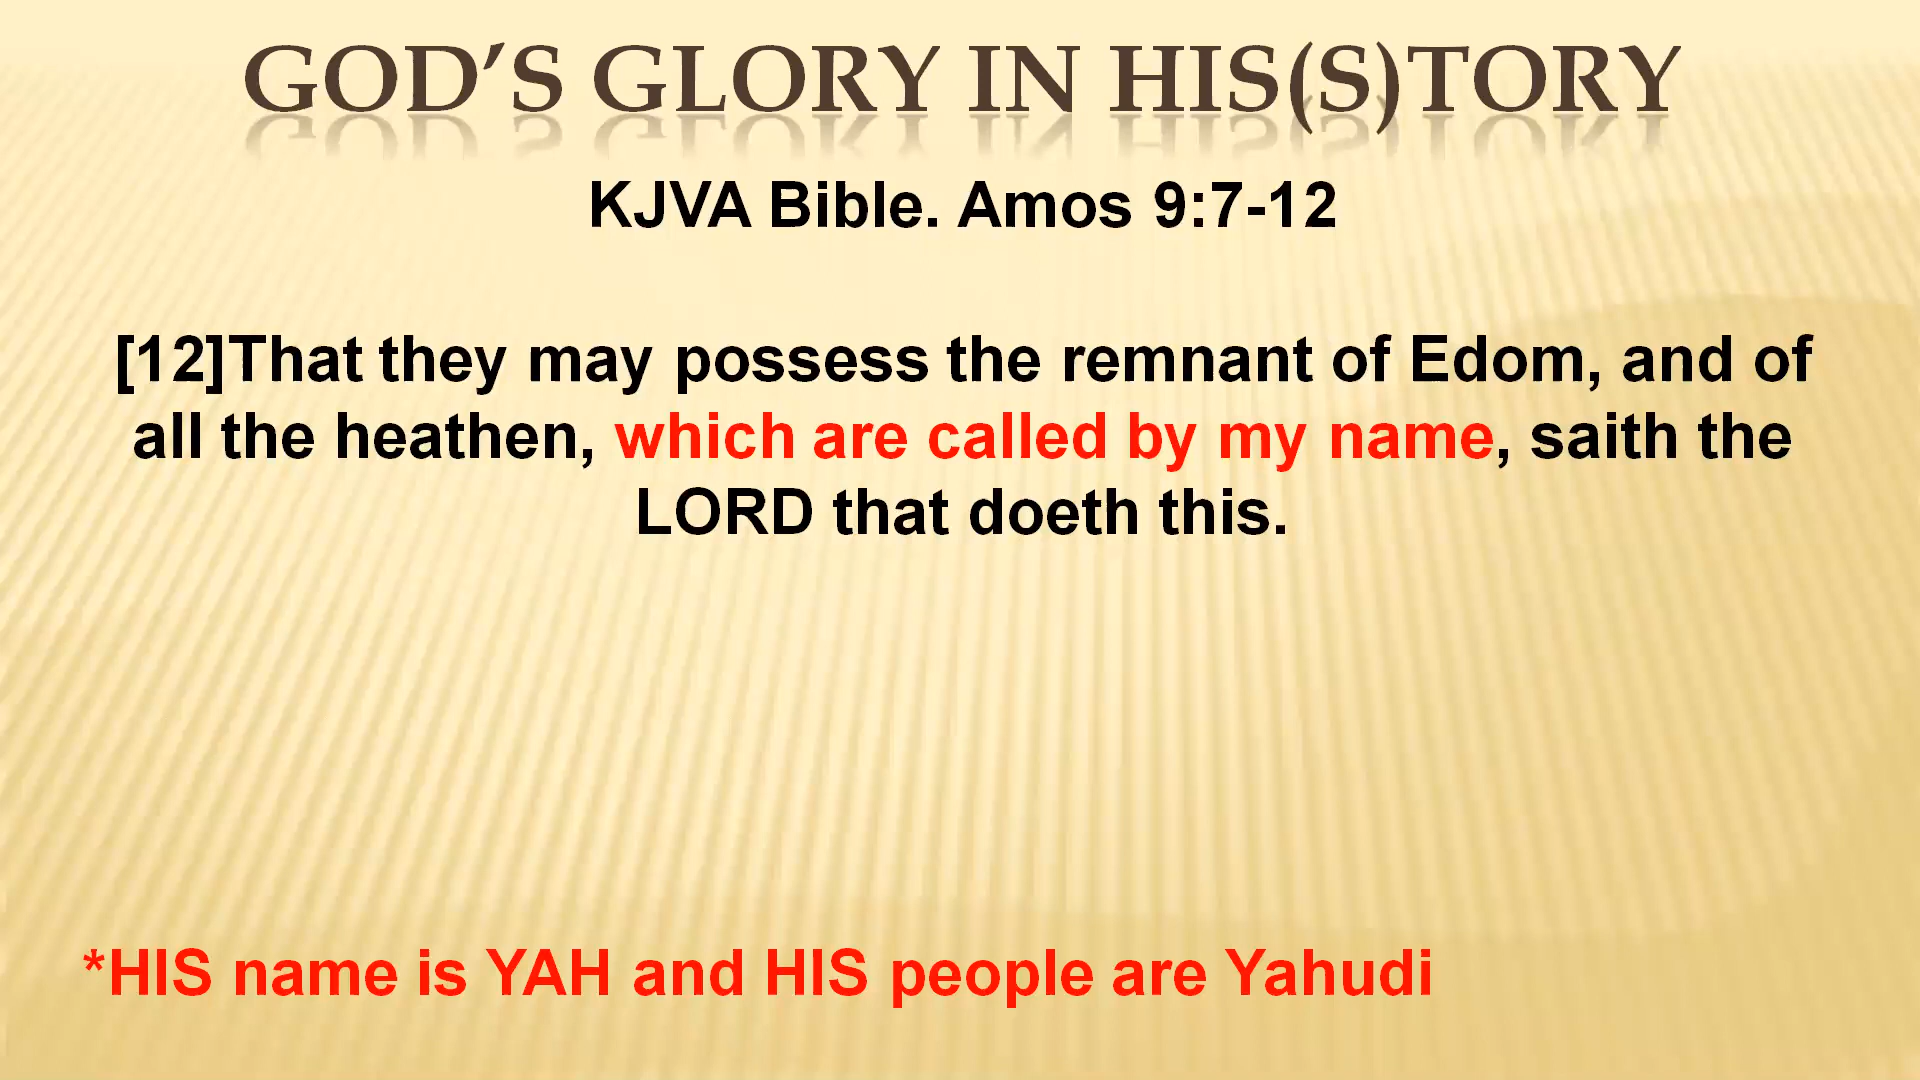 GOD’S GLORY IN HIS(S)TORY
KJVA Bible. Amos 9:7-12
[12]That they may possess the remnant of Edom, and of
all the heathen, which are called by my name, saith the
LORD that doeth this.
*HIS name is YAH and HIS people are Yahudi